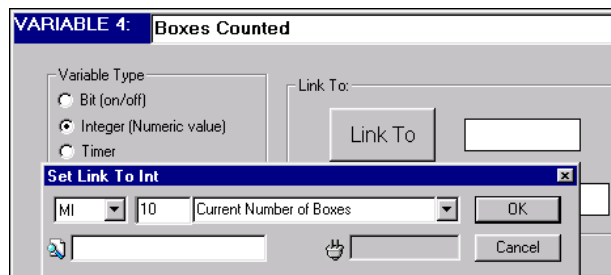 VARIABLE 4: Boxes Counted
Variable Type
Link To:
Bit (on/off)
Integer (Numeric value)
Link To
Timer
Set Link To Int
MI 10 Current Number of Boxes OK
Cancel